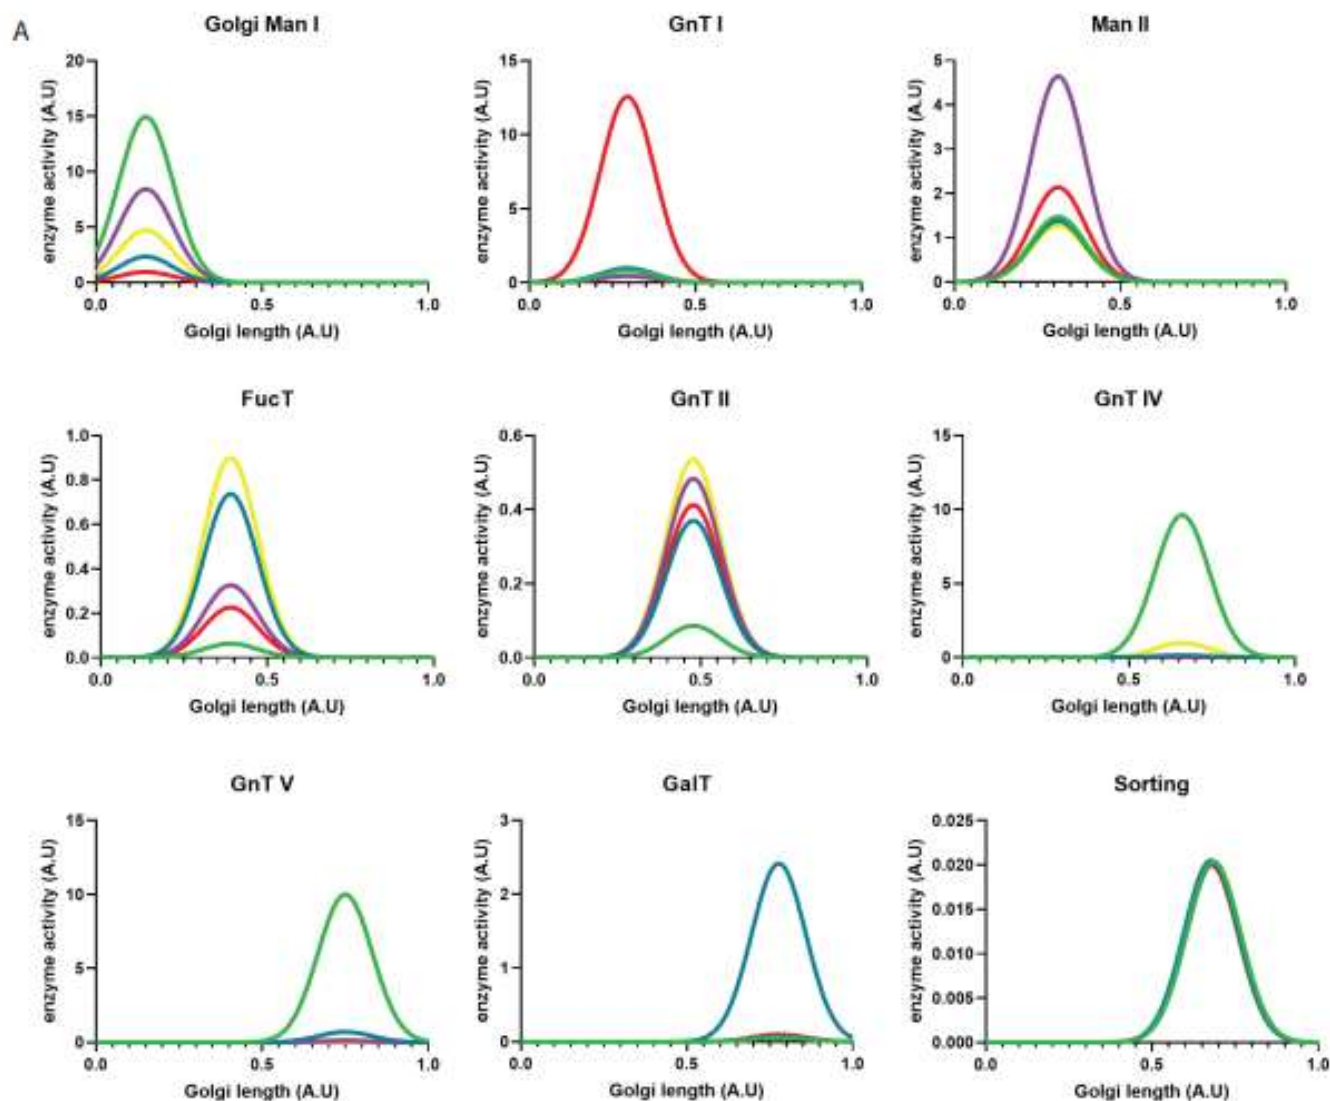 A
Golgi Man I
GnT I
Man II
enzyme activity (A.U)
20
15
10
5
0
0.0
0.5
1.0
Golgi length (A.U)
enzyme activity (A.U)
15
10
5
0
0.0
0.5
1.0
Golgi length (A.U)
enzyme activity (A.U)
5
4
3
2
1
0
0.0
0.5
1.0
Golgi length (A.U)
FucT
GnT II
GnT IV
enzyme activity (A.U)
1.0
0.8
0.6
0.4
0.2
0.0
0.0
0.5
1.0
Golgi length (A.U)
enzyme activity (A.U)
0.6
0.4
0.2
0.0
0.0
0.5
1.0
Golgi length (A.U)
enzyme activity (A.U)
15
10
5
0
0.0
0.5
1.0
Golgi length (A.U)
GnT V
GalT
Sorting
enzyme activity (A.U)
15
10
5
0
0.0
0.5
1.0
Golgi length (A.U)
enzyme activity (A.U)
3
2
1
0
0.0
0.5
1.0
Golgi length (A.U)
enzyme activity (A.U)
0.025
0.020
0.015
0.010
0.005
0.000
0.0
0.5
1.0
Golgi length (A.U)